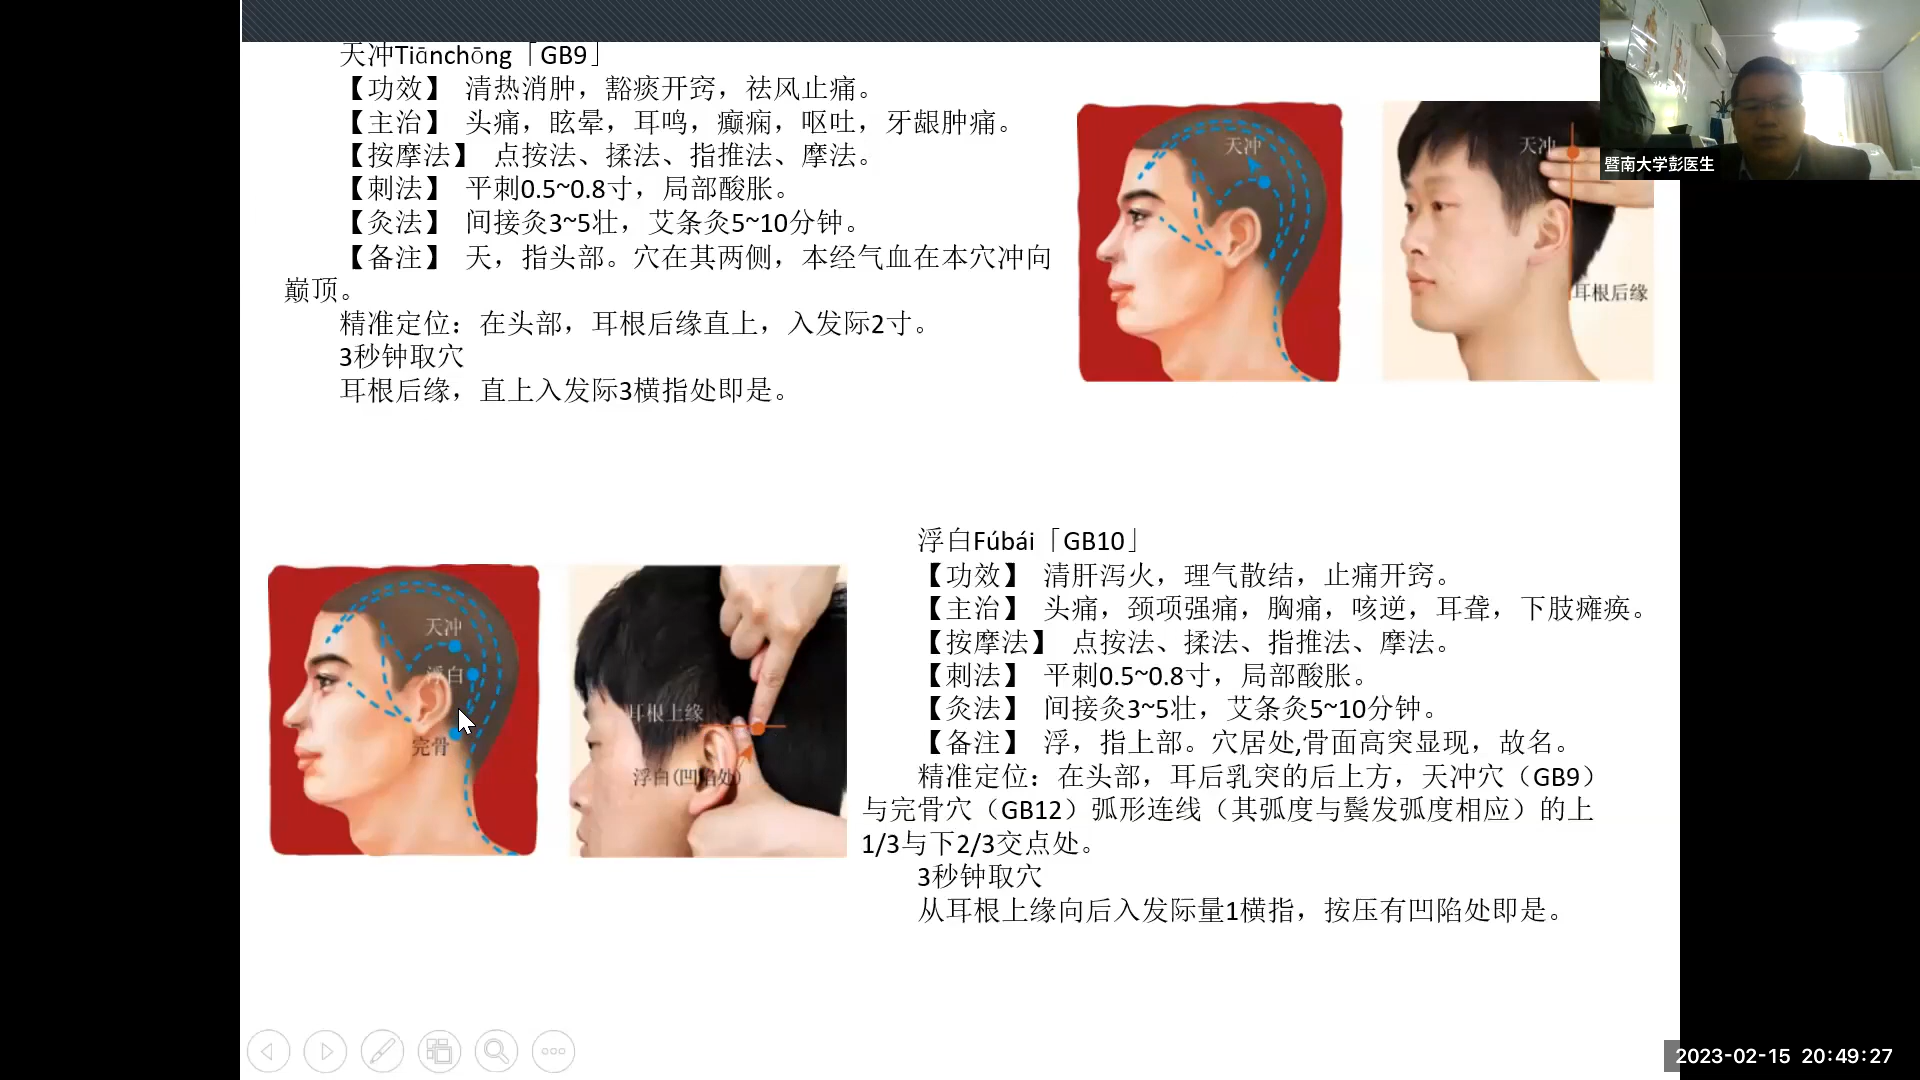 天冲Tiānchōng「GB9」
【功效】 清热消肿，豁痰开窍，祛风止痛。
【主治】 头痛，眩晕，耳鸣，癫痫，呕吐，牙龈肿痛。
【按摩法】 点按法、揉法、指推法、摩法。
【刺法】 平刺0.5~0.8寸，局部酸胀。
【灸法】 间接灸3~5壮，艾条灸5~10分钟。
【备注】 天，指头部。穴在其两侧，本经气血在本穴冲向
巅顶。
精准定位：在头部，耳根后缘直上，入发际2寸。
3秒钟取穴
耳根后缘，直上入发际3横指处即是。
天冲
天冲
耳根后缘
暨南大学彭医生
天冲
浮白
完骨
耳根上缘
浮白(凹陷处)
浮白Fúbái「GB10」
【功效】 清肝泻火，理气散结，止痛开窍。
【主治】 头痛，颈项强痛，胸痛，咳逆，耳聋，下肢瘫痪。
【按摩法】 点按法、揉法、指推法、摩法。
【刺法】 平刺0.5~0.8寸，局部酸胀。
【灸法】 间接灸3~5壮，艾条灸5~10分钟。
【备注】 浮，指上部。穴居处,骨面高突显现，故名。
精准定位：在头部，耳后乳突的后上方，天冲穴（GB9）
与完骨穴（GB12）弧形连线（其弧度与鬓发弧度相应）的上
1/3与下2/3交点处。
3秒钟取穴
从耳根上缘向后入发际量1横指，按压有凹陷处即是。
2023-02-15 20:49:27